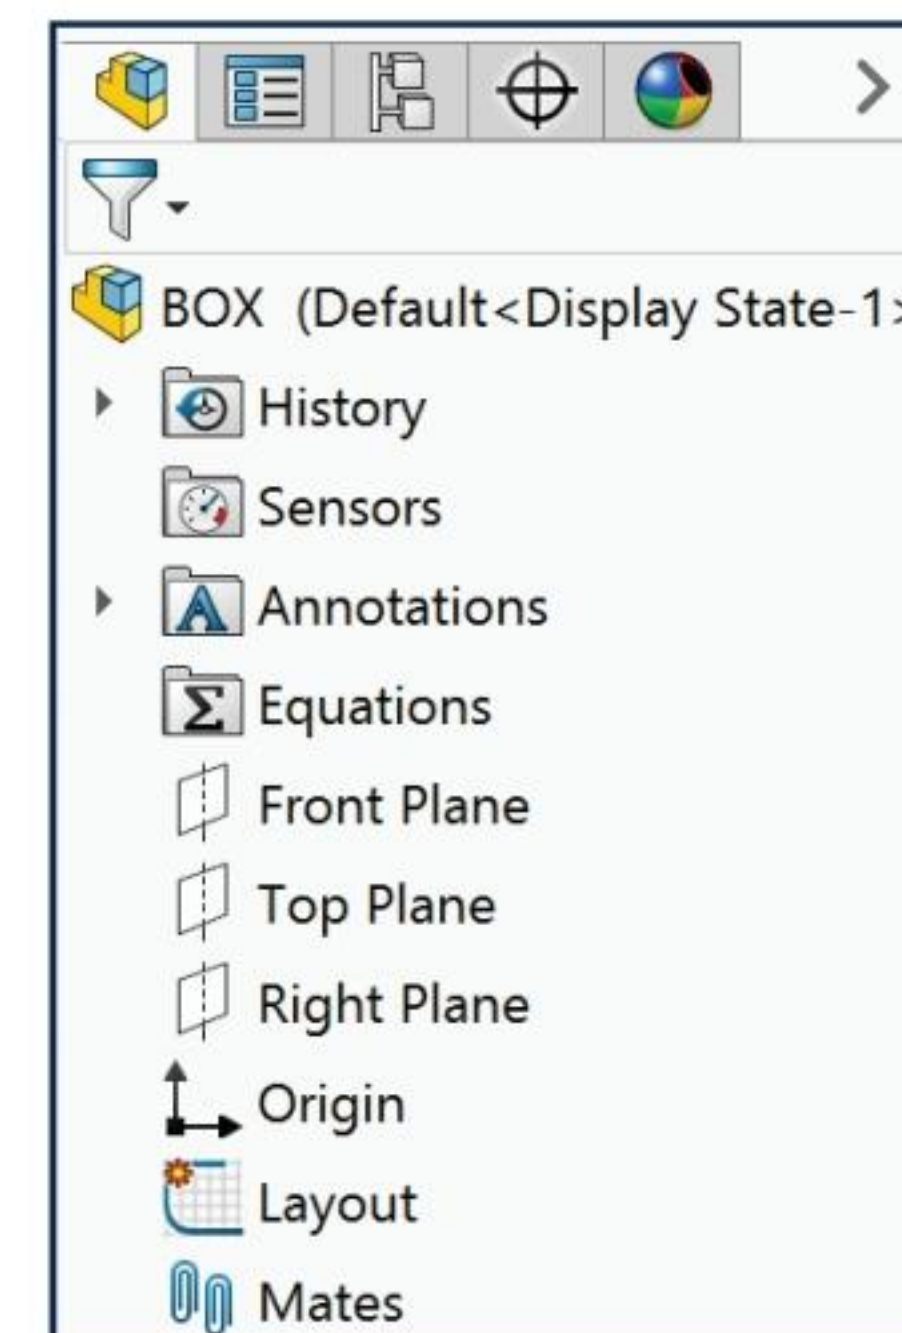 BOX (Default<Display State-1>
History
Sensors
Annotations
Equations
Front Plane
Top Plane
Right Plane
Origin
Layout
Mates